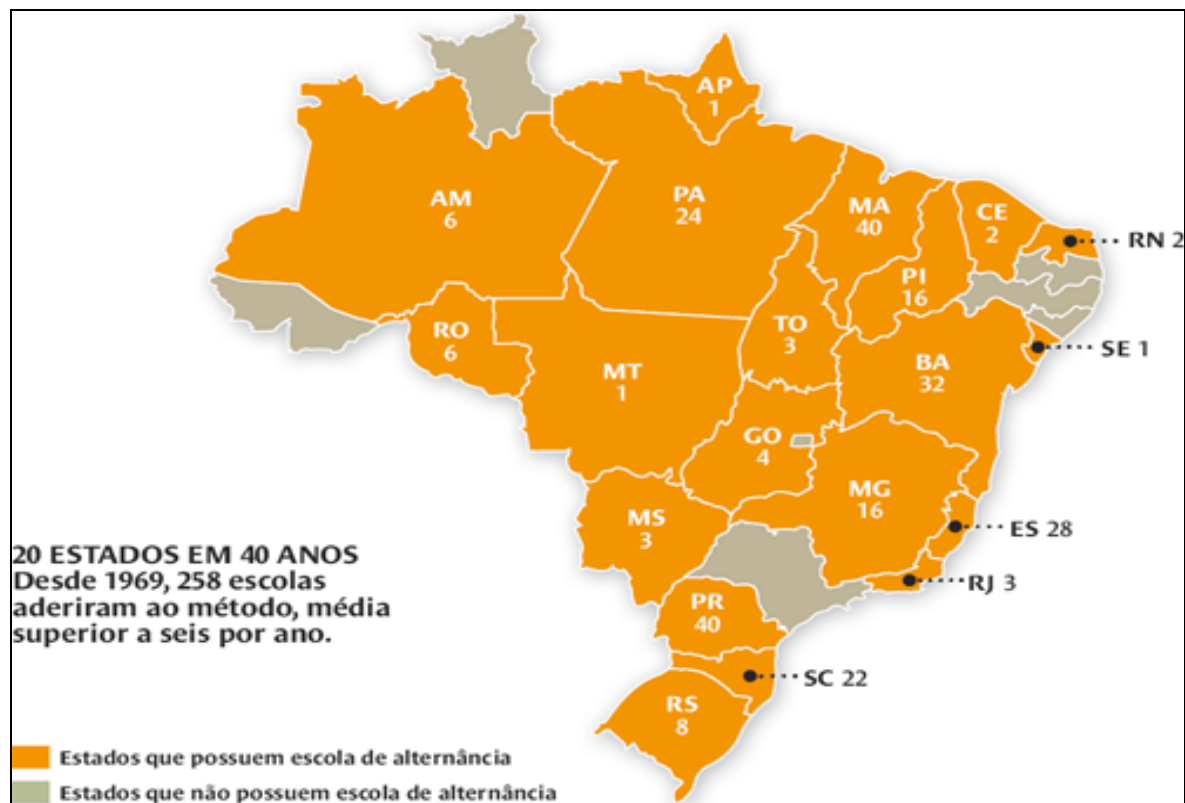 AP
1
AM
6
PA
24
MA
40
CE
2
RN 2
PI
16
RO
6
TO
3
SE 1
MT
1
BA
32
GO
4
MG
16
MS
3
ES 28
RJ 3
20 ESTADOS EM 40 ANOS
Desde 1969, 258 escolas
aderiram ao método, média
superior a seis por ano.
PR
40
SC 22
RS
8
Estados que possuem escola de alternância
Estados que não possuem escola de alternância